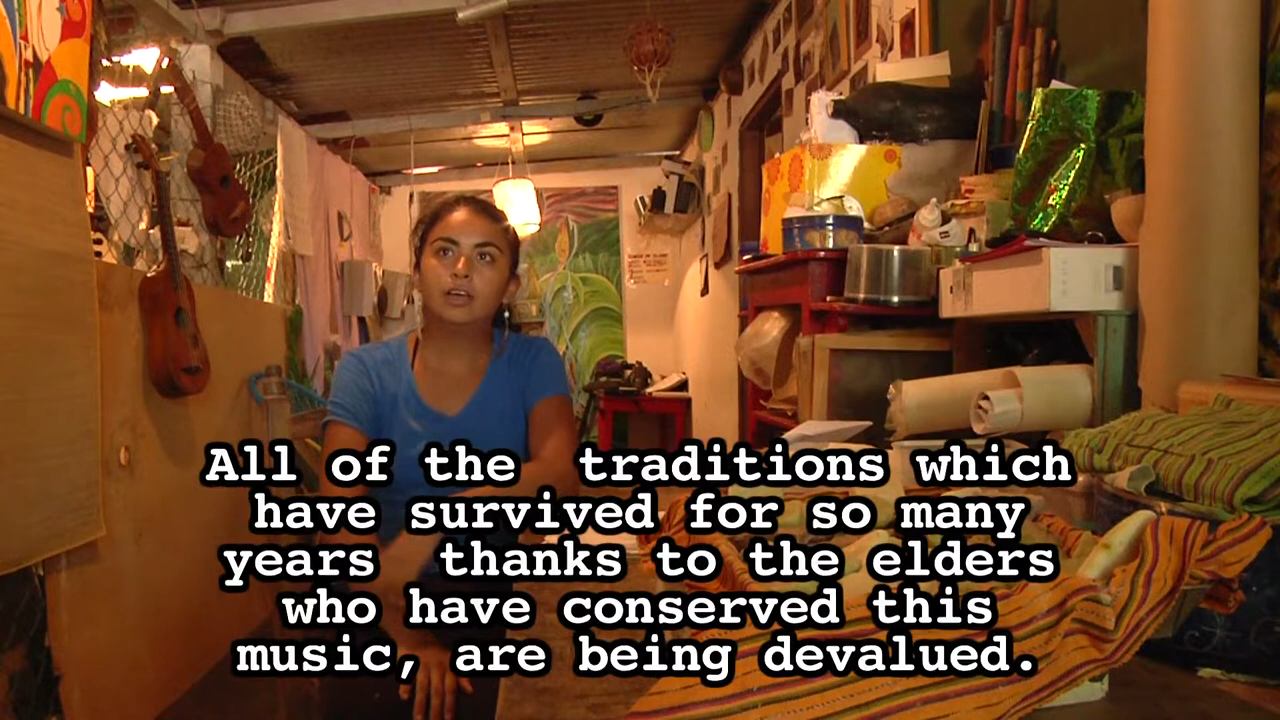 All of the  traditions which
have survived for so many
years  thanks to the elders
who have conserved this
music, are being devalued.